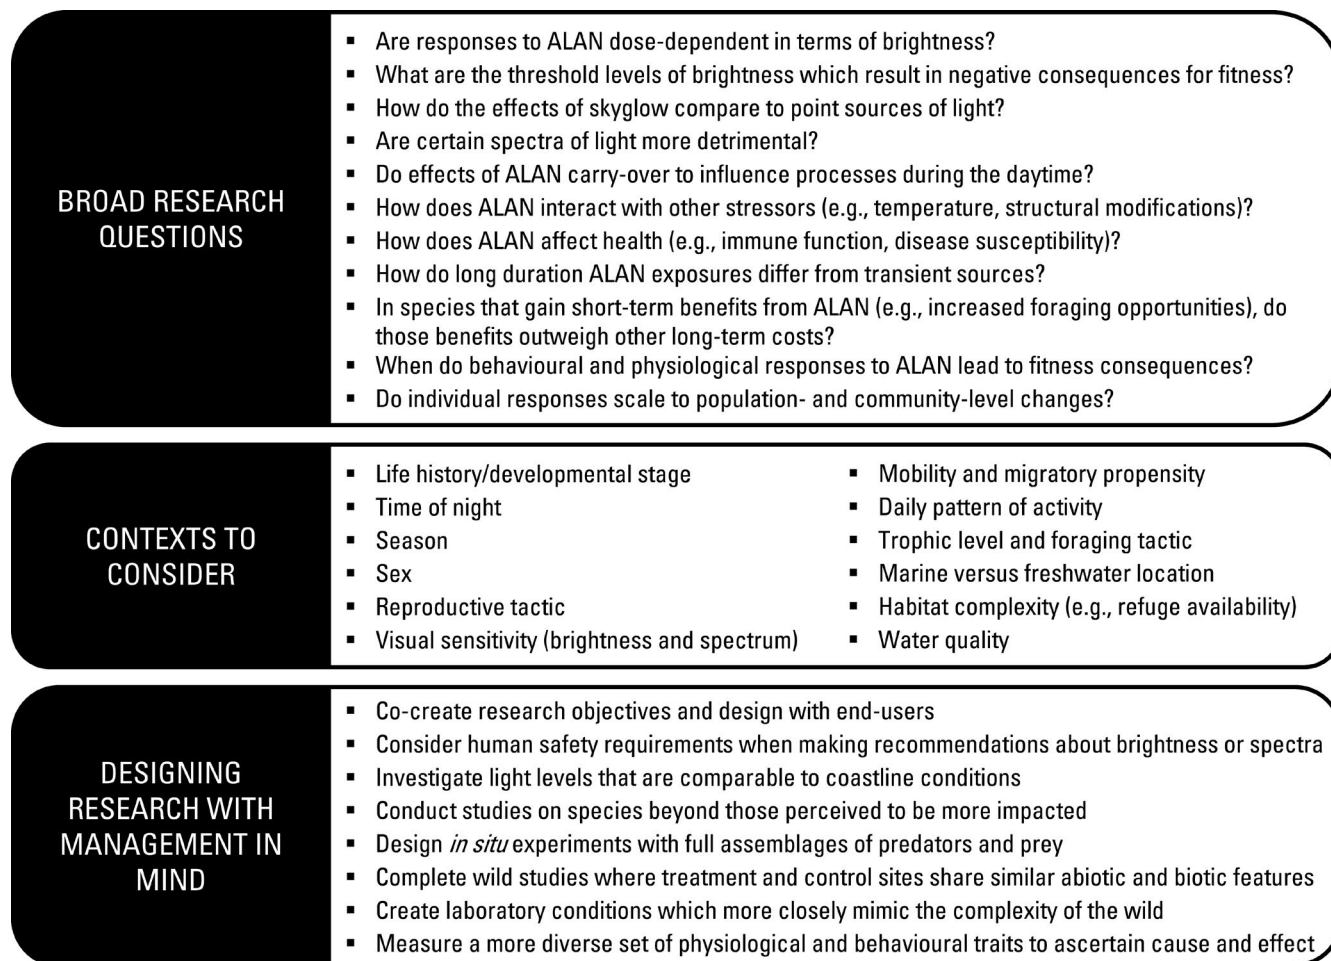 BROAD RESEARCH
QUESTIONS
▪ Are responses to ALAN dose-dependent in terms of brightness?
▪ What are the threshold levels of brightness which result in negative consequences for fitness?
▪ How do the effects of skyglow compare to point sources of light?
▪ Are certain spectra of light more detrimental?
▪ Do effects of ALAN carry-over to influence processes during the daytime?
▪ How does ALAN interact with other stressors (e.g., temperature, structural modifications)?
▪ How does ALAN affect health (e.g., immune function, disease susceptibility)?
▪ How do long duration ALAN exposures differ from transient sources?
▪ In species that gain short-term benefits from ALAN (e.g., increased foraging opportunities), do
those benefits outweigh other long-term costs?
▪ When do behavioural and physiological responses to ALAN lead to fitness consequences?
▪ Do individual responses scale to population- and community-level changes?
CONTEXTS TO
CONSIDER
▪ Life history/developmental stage
▪ Time of night
▪ Season
▪ Sex
▪ Reproductive tactic
▪ Visual sensitivity (brightness and spectrum)
▪ Mobility and migratory propensity
▪ Daily pattern of activity
▪ Trophic level and foraging tactic
▪ Marine versus freshwater location
▪ Habitat complexity (e.g., refuge availability)
▪ Water quality
DESIGNING
RESEARCH WITH
MANAGEMENT IN
MIND
▪ Co-create research objectives and design with end-users
▪ Consider human safety requirements when making recommendations about brightness or spectra
▪ Investigate light levels that are comparable to coastline conditions
▪ Conduct studies on species beyond those perceived to be more impacted
▪ Design in situ experiments with full assemblages of predators and prey
▪ Complete wild studies where treatment and control sites share similar abiotic and biotic features
▪ Create laboratory conditions which more closely mimic the complexity of the wild
▪ Measure a more diverse set of physiological and behavioural traits to ascertain cause and effect